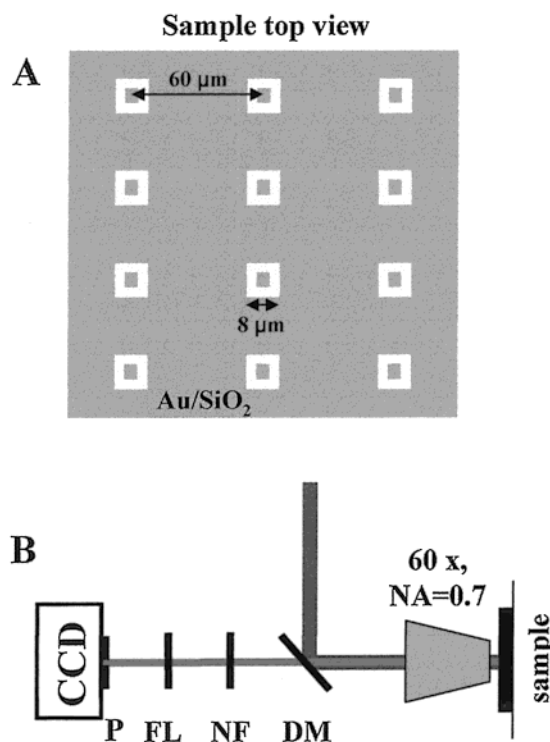 Sample top view
A
60 µm
8 µm
Au/SiO₂
B
60 x,
NA=0.7
CCD
sample
P FL NF DM